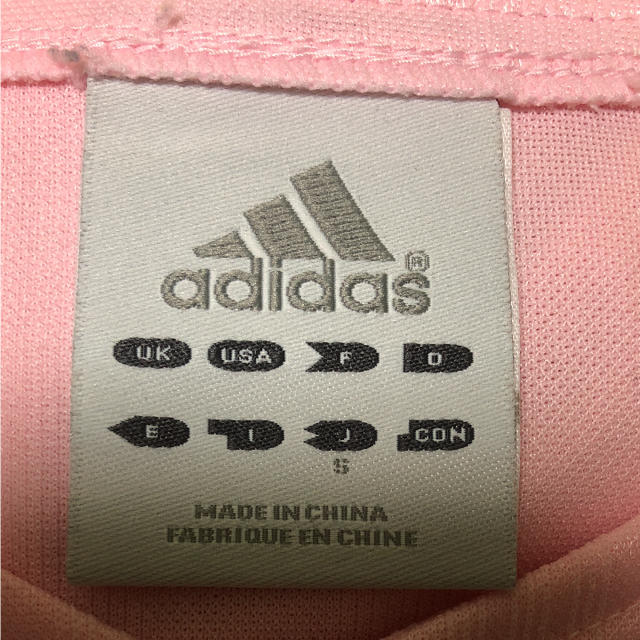 adidas®
UK USA F D
E I J CON
S
MADE IN CHINA
FABRIQUE EN CHINE